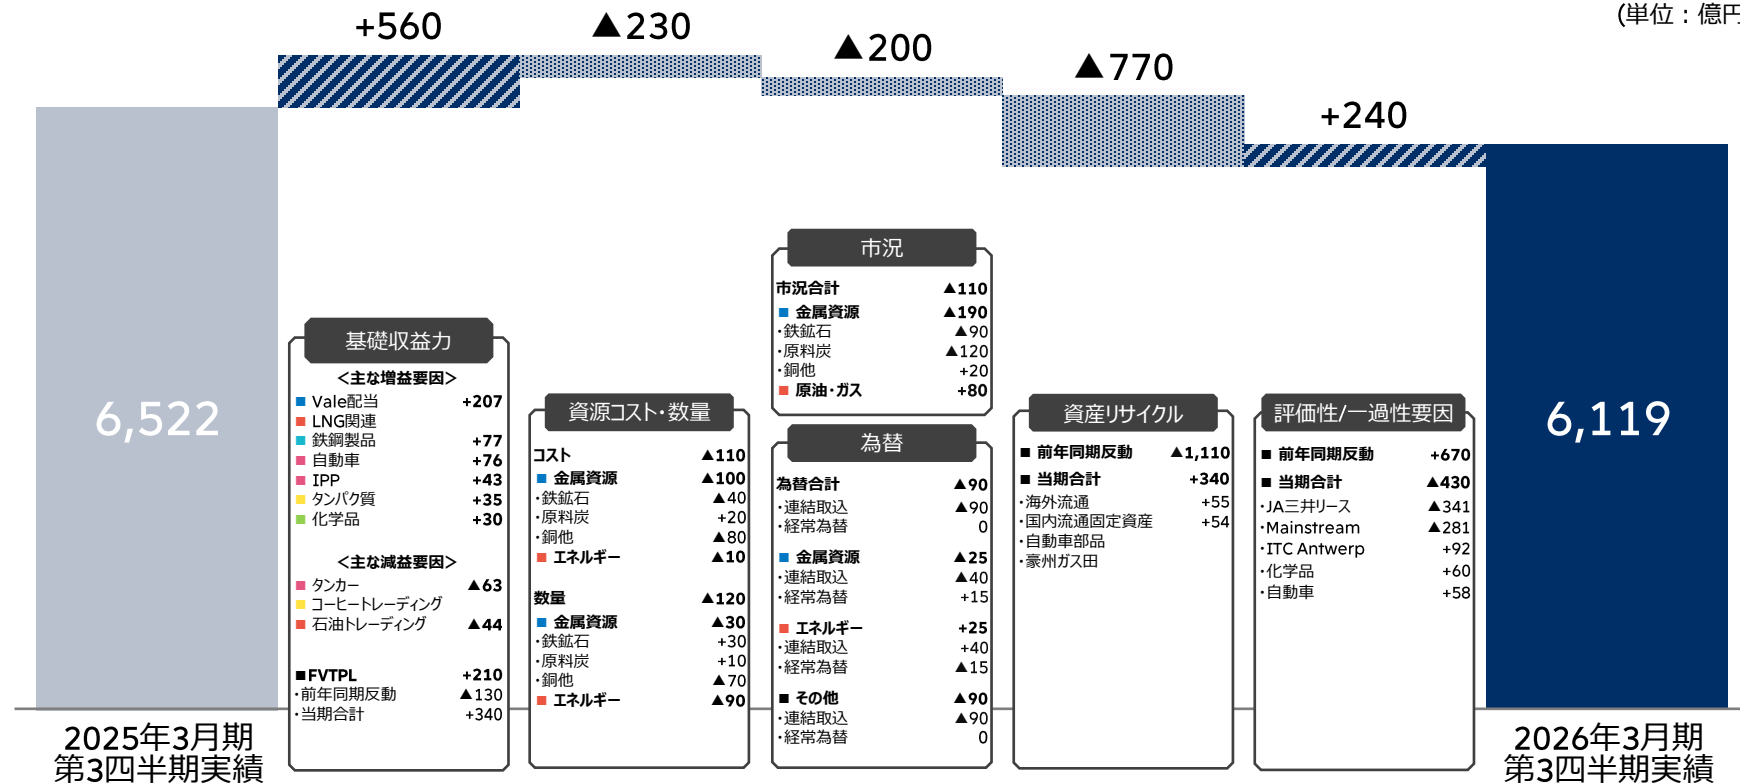 (単位：億円
+560
▲230
▲200
▲770
+240
6,522
6,119
基礎収益力
<主な増益要因>
■ Vale配当 +207
■ LNG関連
■ 鉄鋼製品 +77
■ 自動車 +76
■ IPP +43
■ タンパク質 +35
■ 化学品 +30
<主な減益要因>
■ タンカー ▲63
■ コーヒートレーディング
■ 石油トレーディング ▲44
■FVTPL +210
・前年同期反動 ▲130
・当期合計 +340
資源コスト・数量
コスト ▲110
■ 金属資源 ▲100
・鉄鉱石 ▲40
・原料炭 +20
・銅他 ▲80
■ エネルギー ▲10
数量 ▲120
■ 金属資源 ▲30
・鉄鉱石 +30
・原料炭 +10
・銅他 ▲70
■ エネルギー ▲90
市況
市況合計 ▲110
■ 金属資源 ▲190
・鉄鉱石 ▲90
・原料炭 ▲120
・銅他 +20
■ 原油・ガス +80
為替
為替合計 ▲90
・連結取込 ▲90
・経常為替 0
■ 金属資源 ▲25
・連結取込 ▲40
・経常為替 +15
■ エネルギー +25
・連結取込 +40
・経常為替 ▲15
■ その他 ▲90
・連結取込 ▲90
・経常為替 0
資産リサイクル
■ 前年同期反動 ▲1,110
■ 当期合計 +340
・海外流通 +55
・国内流通固定資産 +54
・自動車部品
・豪州ガス田
評価性/一過性要因
■ 前年同期反動 +670
■ 当期合計 ▲430
・JA三井リース ▲341
・Mainstream ▲281
・ITC Antwerp +92
・化学品 +60
・自動車 +58
2025年3月期
第3四半期実績
2026年3月期
第3四半期実績